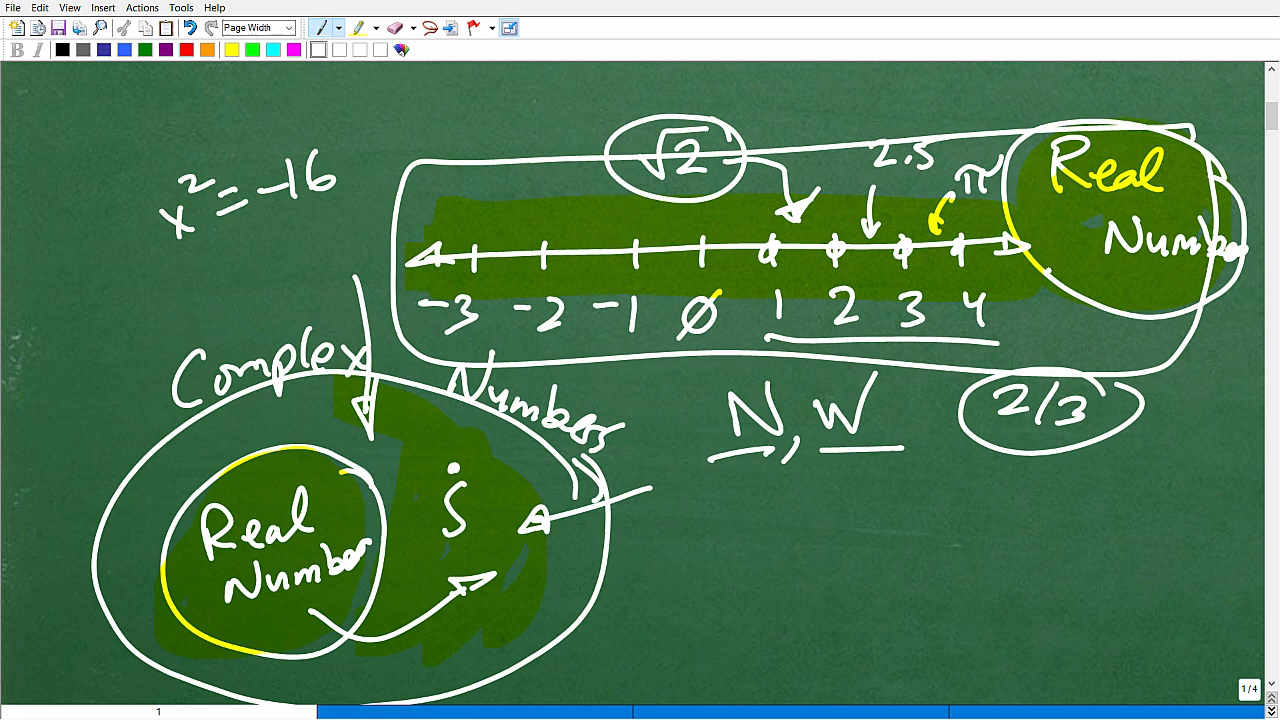 File Edit View Insert Actions Tools Help
Page Width
B I
x² = -16
√2
2.5
π
Real
Number
-3 -2 -1 0 1 2 3 4
Complex Numbers
N, W
2/3
Real
Number
i
1/4
1